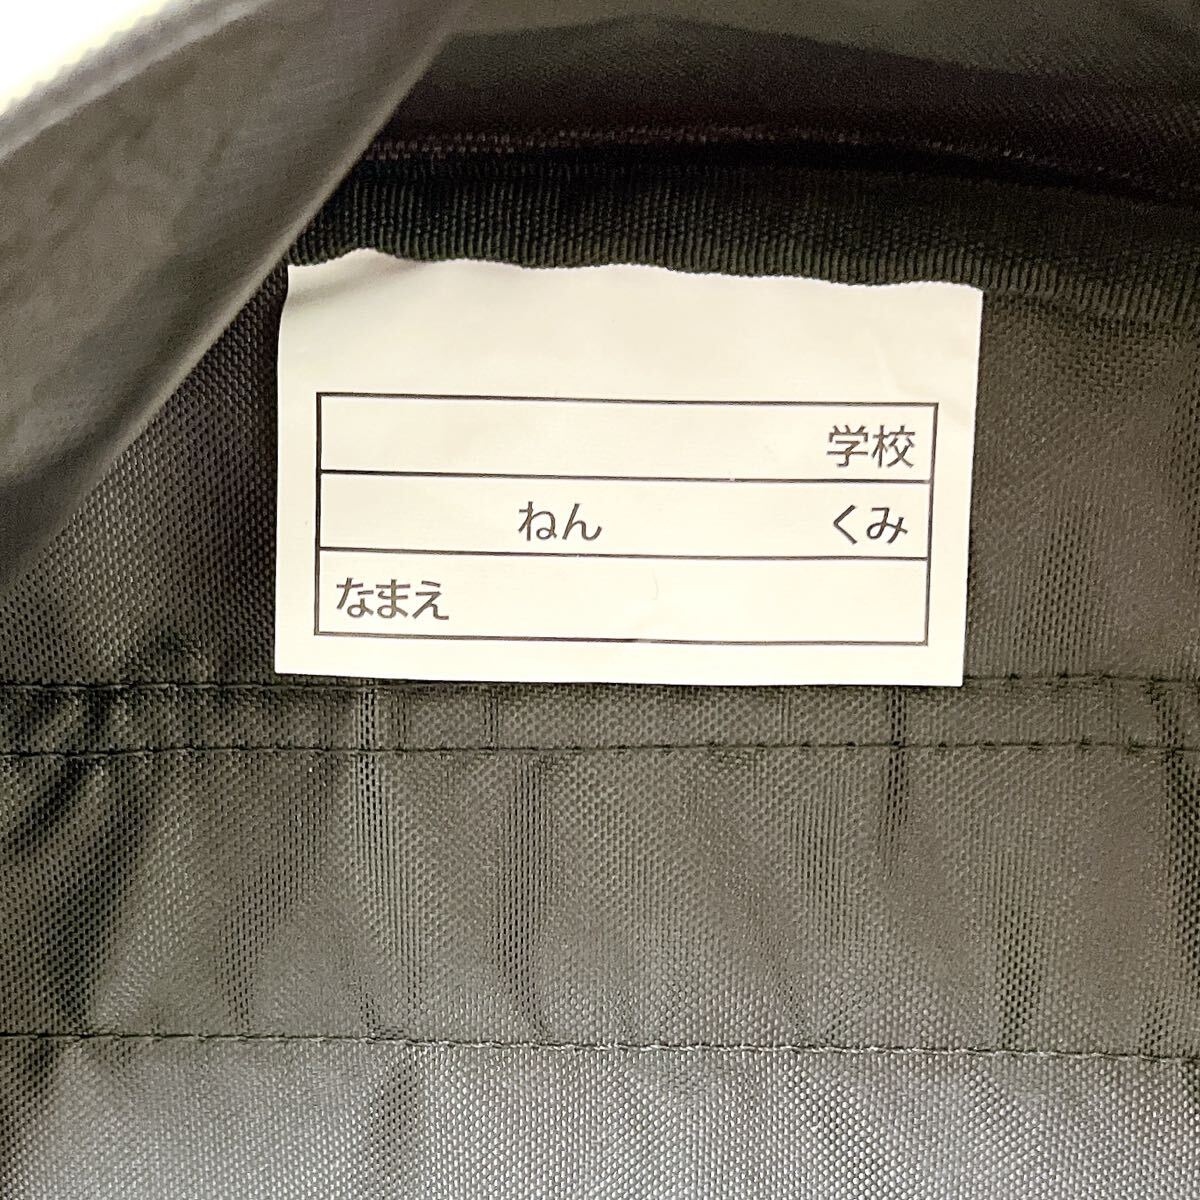 学校
ねん くみ
なまえ